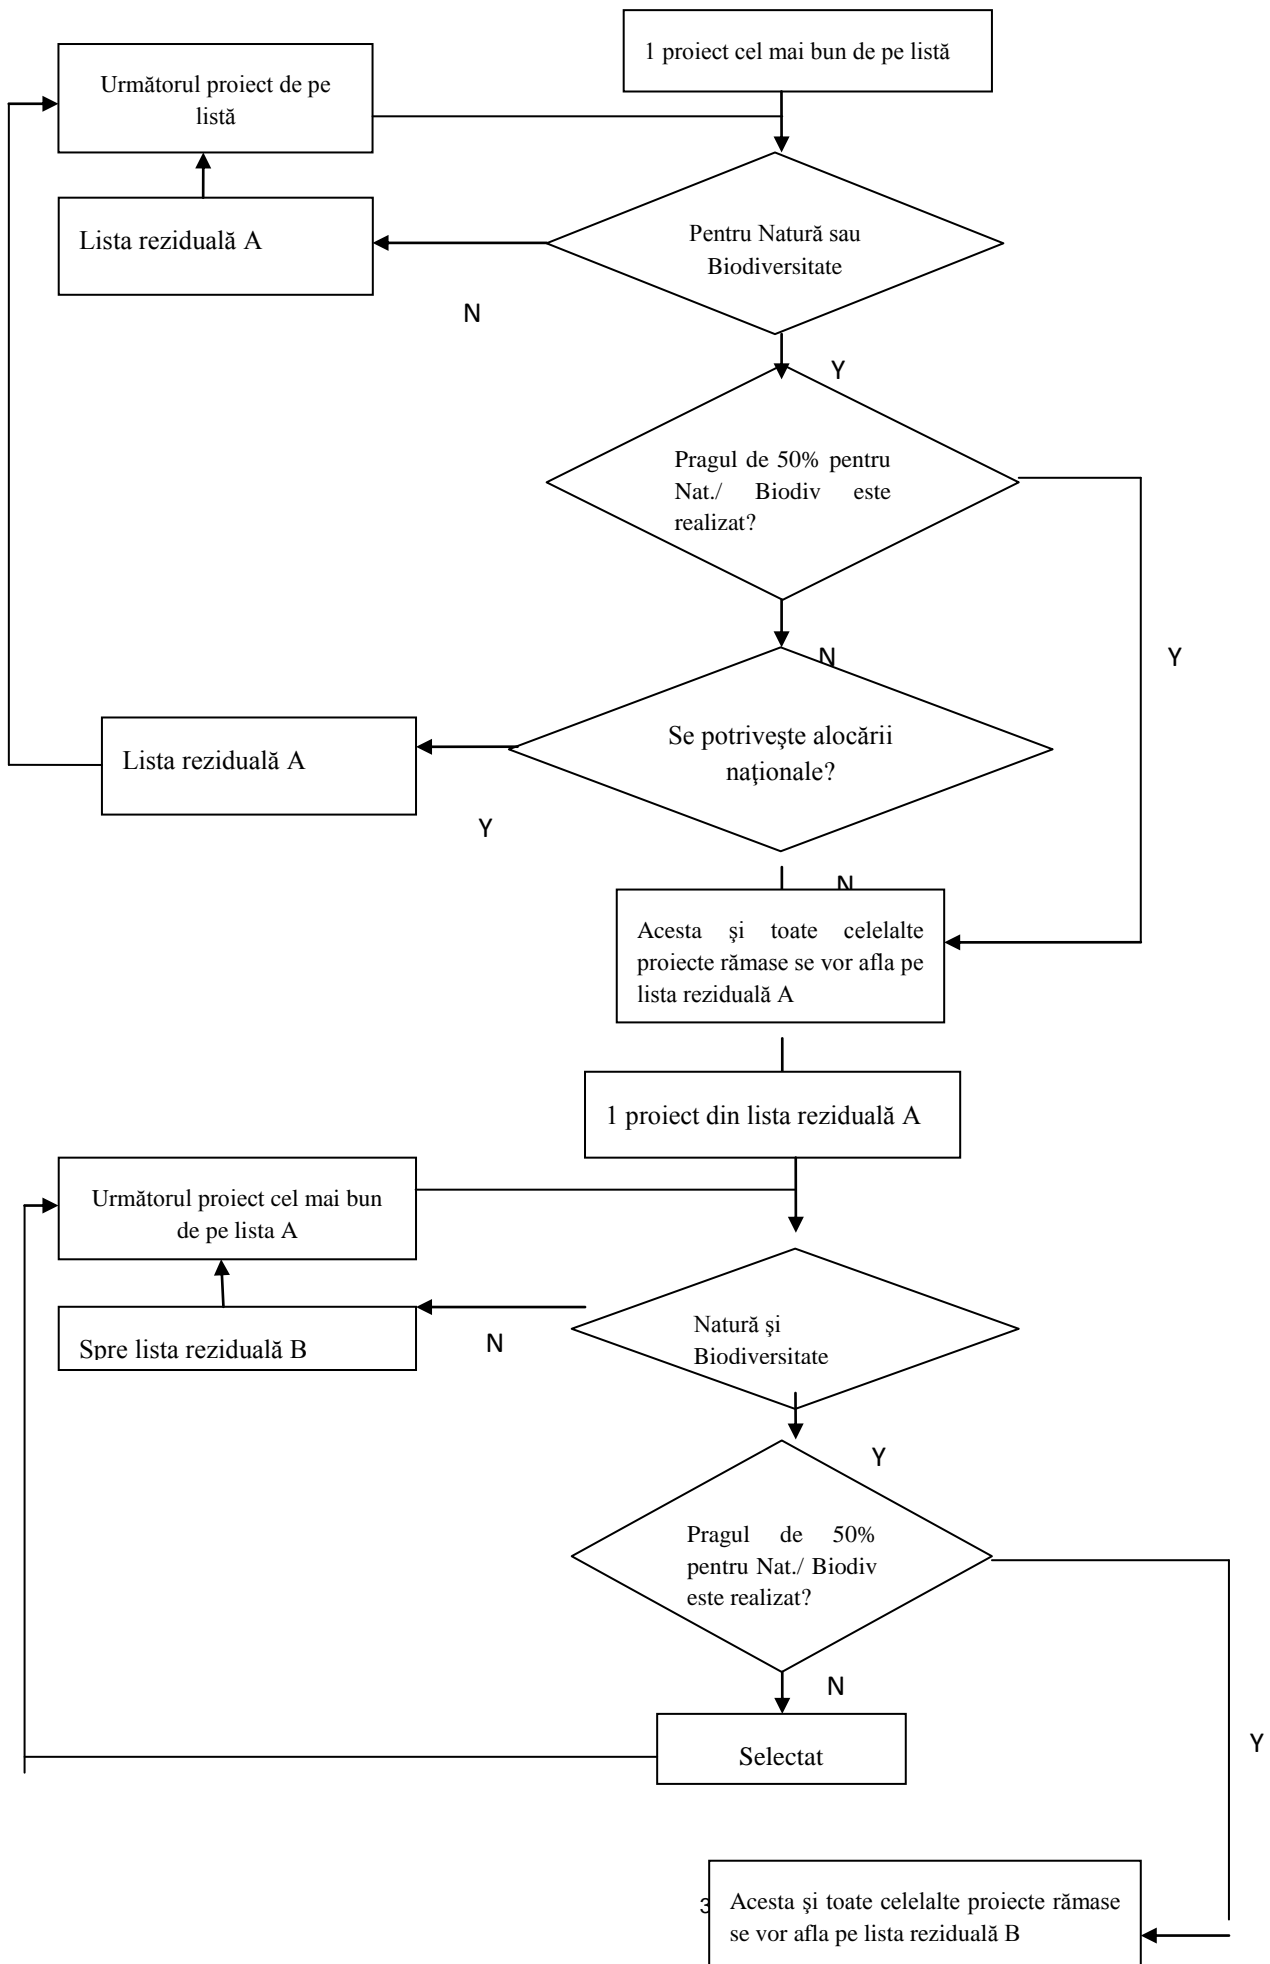 1 proiect cel mai bun de pe listă
Următorul proiect de pe
listă
Lista reziduală A
Pentru Natură sau
Biodiversitate
N
Y
Pragul de 50% pentru
Nat./ Biodiv este
realizat?
N
Y
Se potriveşte alocării
naţionale?
Lista reziduală A
Y
N
Acesta şi toate celelalte
proiecte rămase se vor afla pe
lista reziduală A
1 proiect din lista reziduală A
Următorul proiect cel mai bun
de pe lista A
Spre lista reziduală B
N
Natură şi
Biodiversitate
Y
Pragul de 50%
pentru Nat./ Biodiv
este realizat?
N
Y
Selectat
3
Acesta şi toate celelalte proiecte rămase
se vor afla pe lista reziduală B